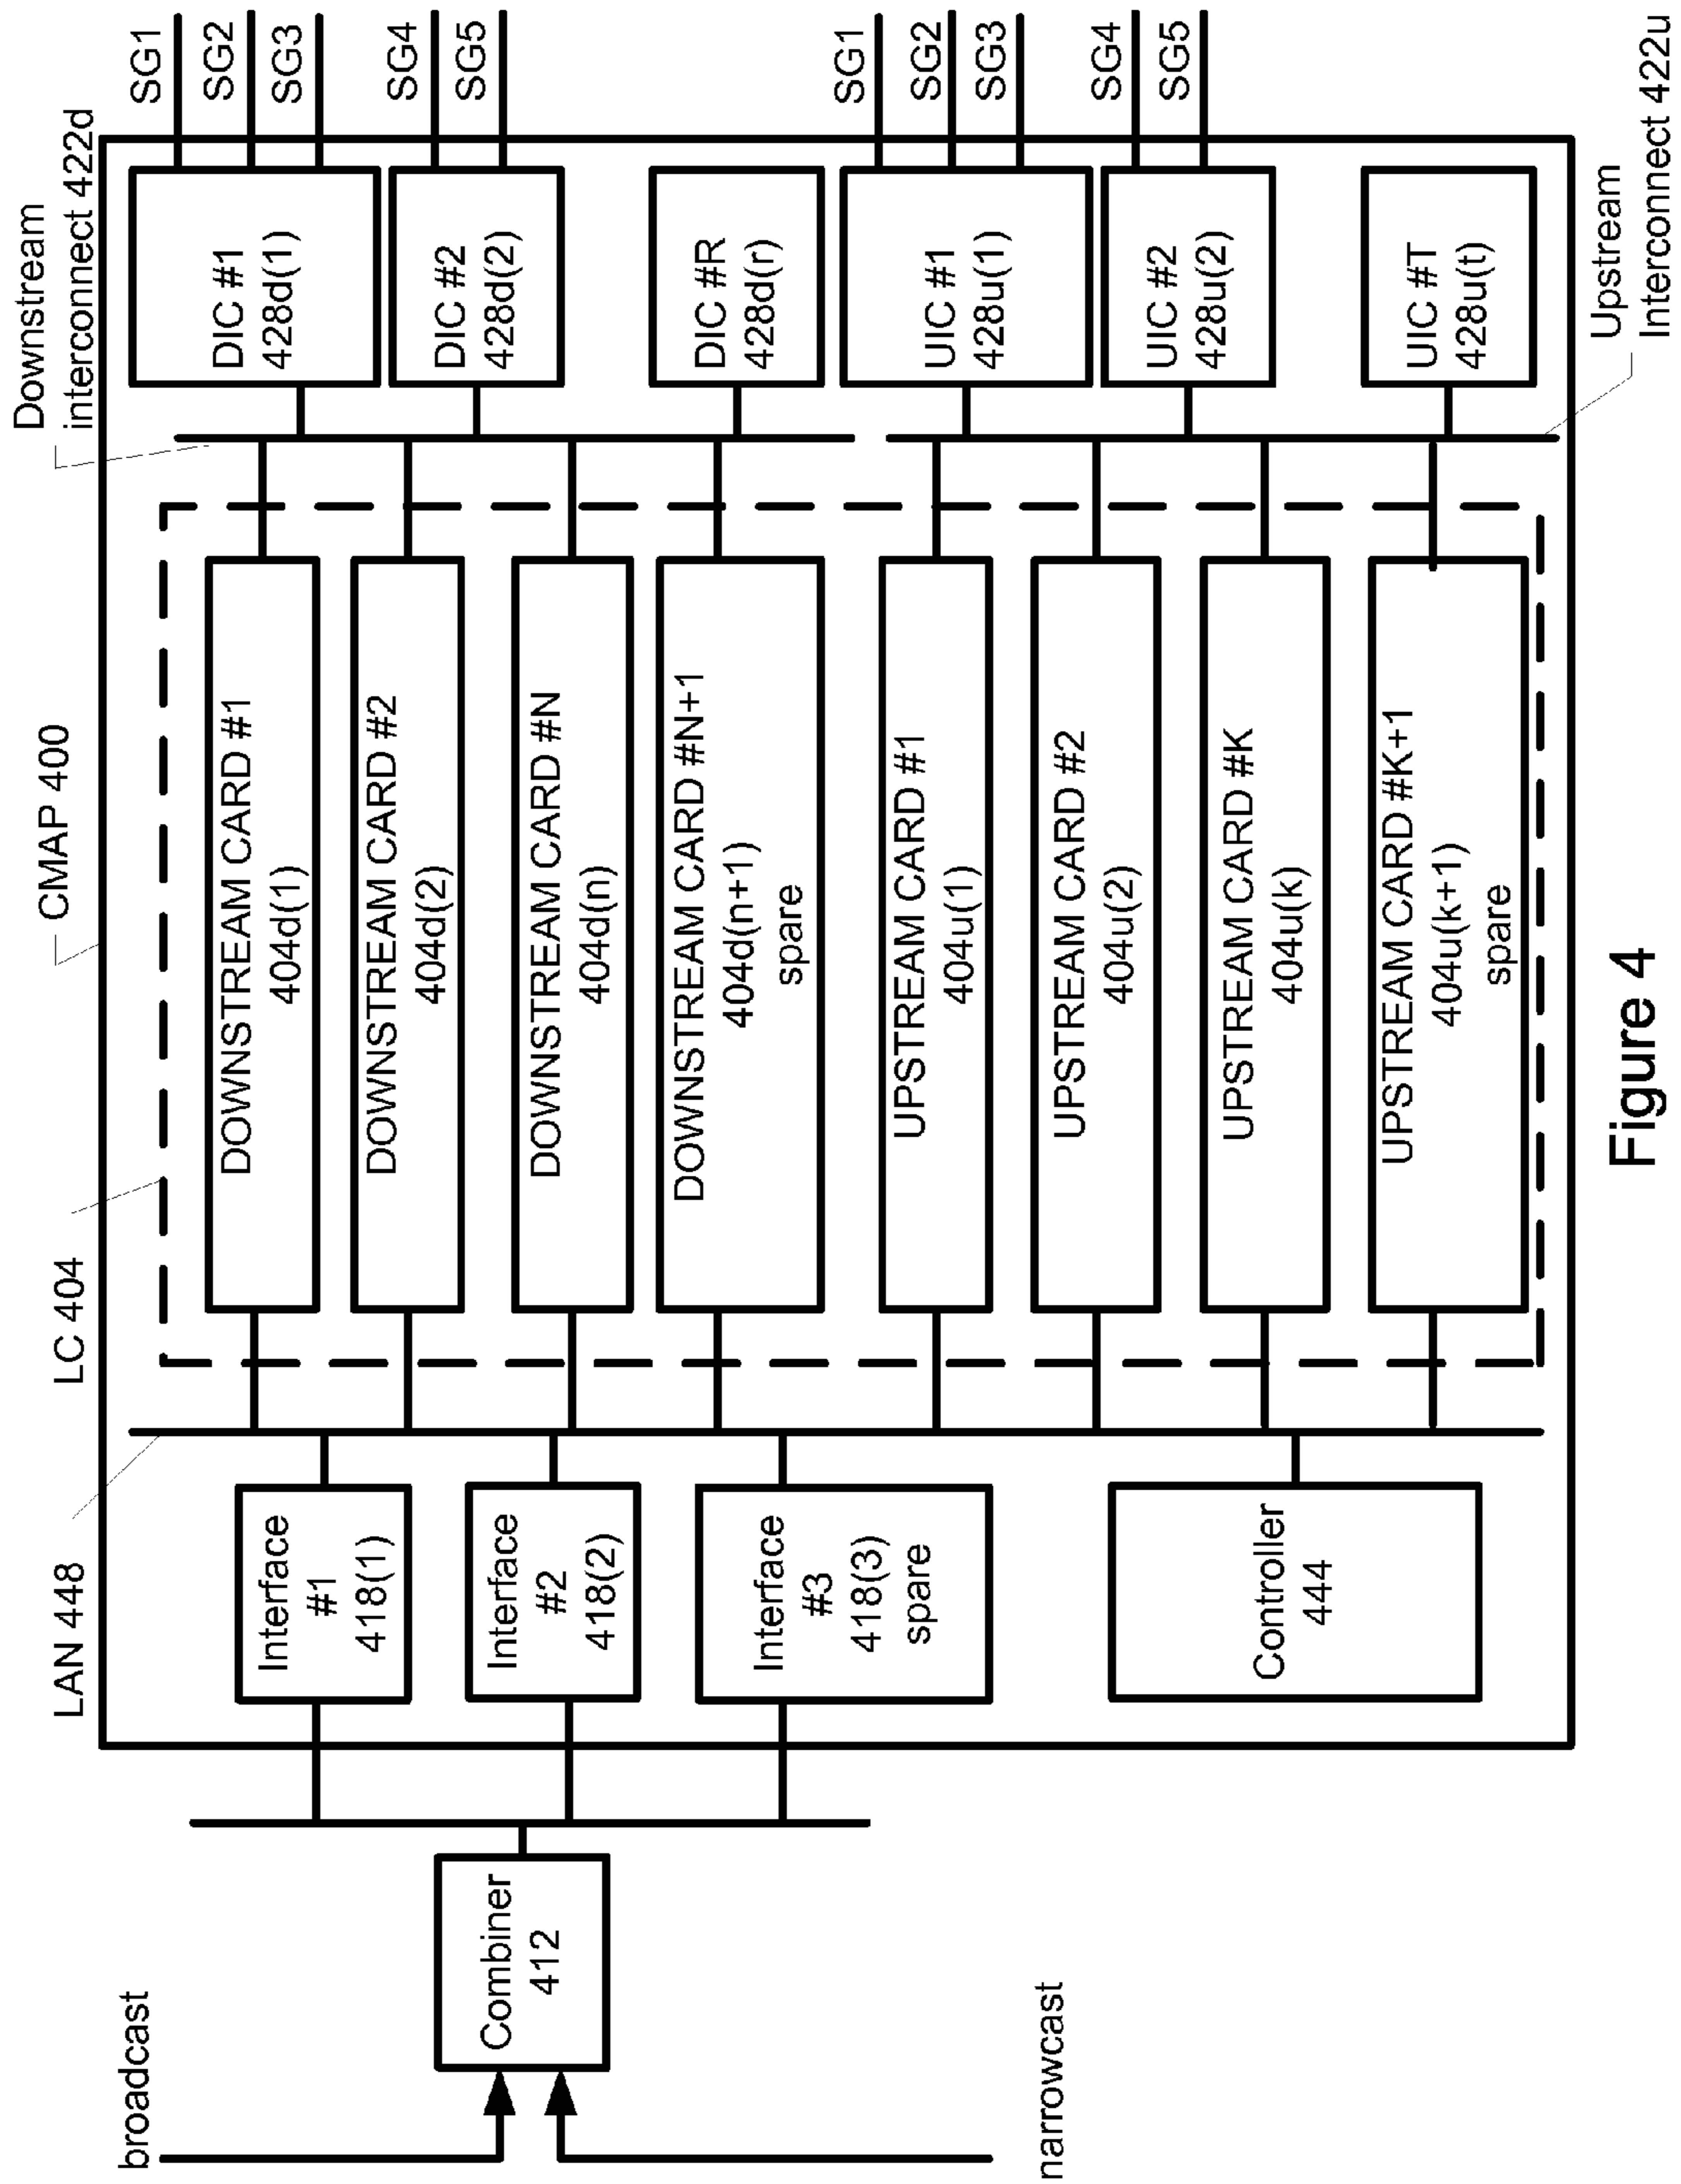 broadcast
narrowcast
Combiner
412
LAN 448
LC 404
CMAP 400
Downstream
interconnect 422d
Interface
#1
418(1)
Interface
#2
418(2)
Interface
#3
418(3)
spare
Controller
444
DOWNSTREAM CARD #1
404d(1)
DOWNSTREAM CARD #2
404d(2)
DOWNSTREAM CARD #N
404d(n)
DOWNSTREAM CARD #N+1
404d(n+1)
spare
UPSTREAM CARD #1
404u(1)
UPSTREAM CARD #2
404u(2)
UPSTREAM CARD #K
404u(k)
UPSTREAM CARD #K+1
404u(k+1)
spare
DIC #1
428d(1)
DIC #2
428d(2)
DIC #R
428d(r)
UIC #1
428u(1)
UIC #2
428u(2)
UIC #T
428u(t)
SG1
SG2
SG3
SG4
SG5
SG1
SG2
SG3
SG4
SG5
Upstream
Interconnect 422u
Figure 4